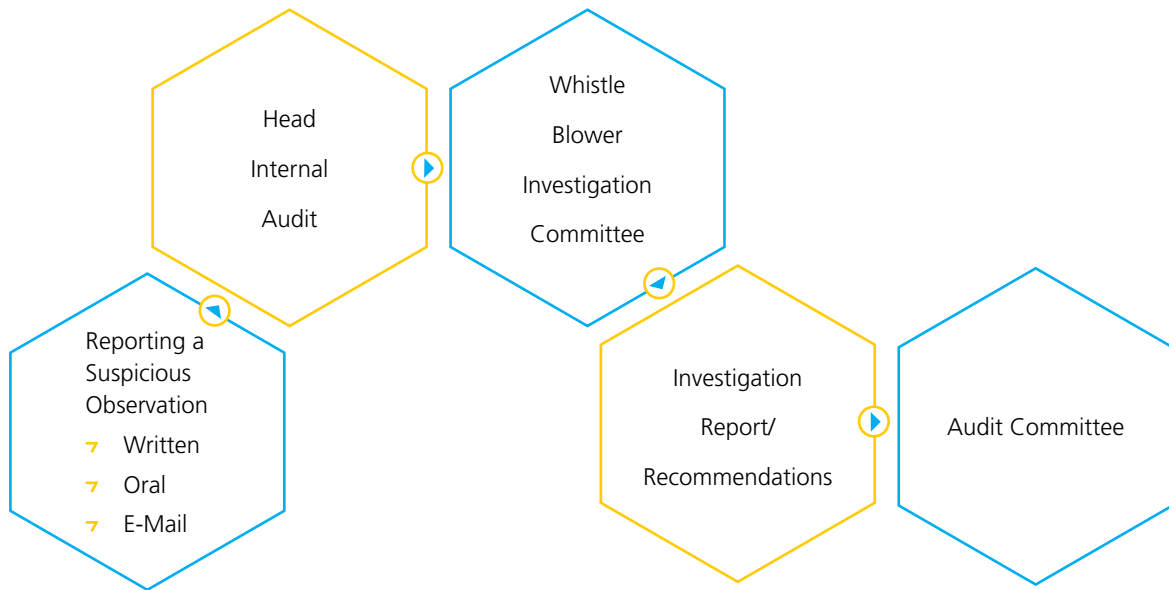 Reporting a
Suspicious
Observation
Written
Oral
E-Mail
Head
Internal
Audit
Whistle
Blower
Investigation
Committee
Investigation
Report/
Recommendations
Audit Committee